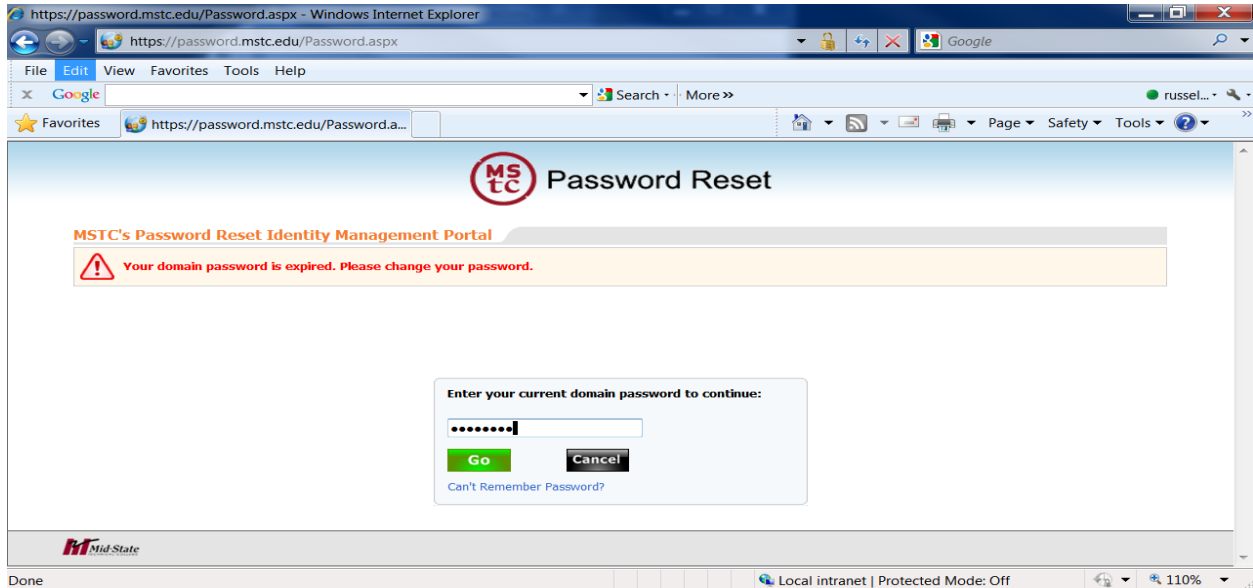 https://password.mstc.edu/Password.aspx - Windows Internet Explorer
https://password.mstc.edu/Password.aspx Google
File Edit View Favorites Tools Help
x Google Search More >>
russel...
Favorites https://password.mstc.edu/Password.a... Page Safety Tools
MSTC Password Reset
MSTC's Password Reset Identity Management Portal
Your domain password is expired. Please change your password.
Enter your current domain password to continue:
••••••••
Go Cancel
Can't Remember Password?
Mid-State
Done Local intranet | Protected Mode: Off 110%